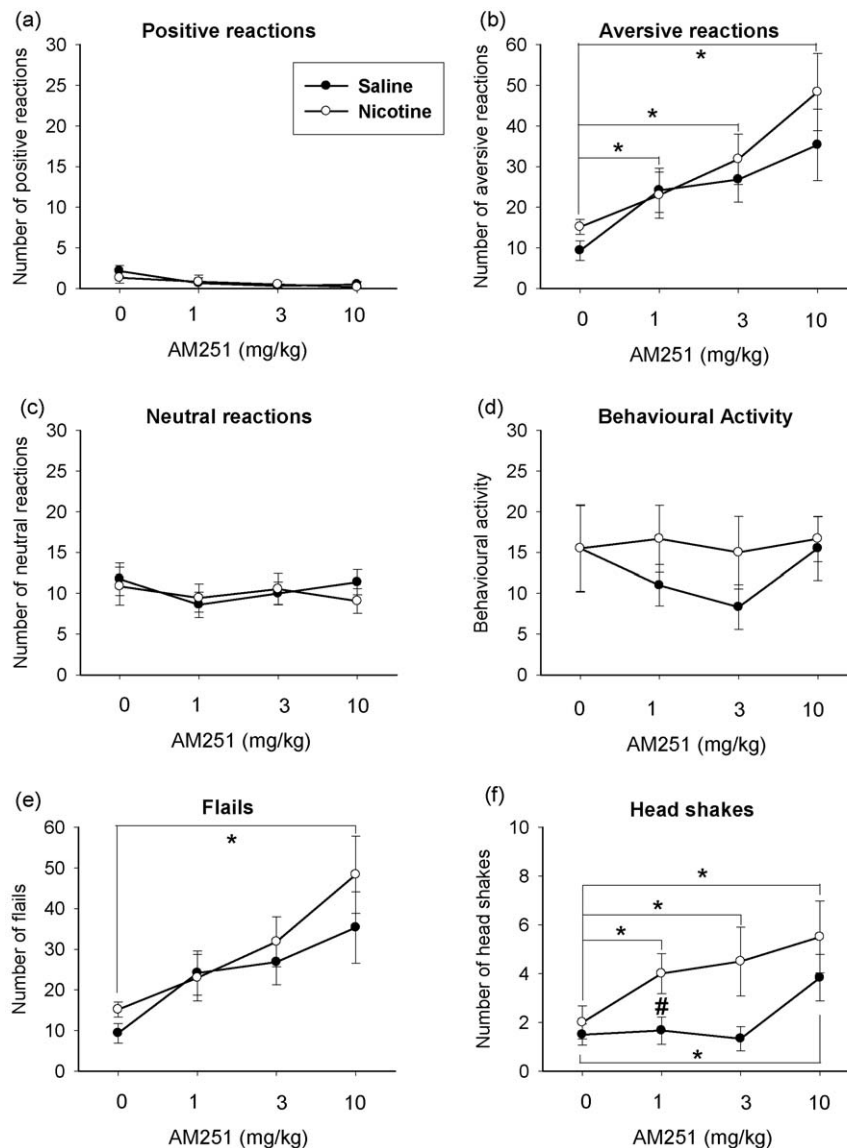 (a)
Positive reactions
30
25
20
15
10
5
0
Number of positive reactions
Saline
Nicotine
0 1 3 10
AM251 (mg/kg)
(b)
Aversive reactions
60
50
40
30
20
10
0
Number of aversive reactions
*
*
*
0 1 3 10
AM251 (mg/kg)
(c)
Neutral reactions
30
25
20
15
10
5
0
Number of neutral reactions
0 1 3 10
AM251 (mg/kg)
(d)
Behavioural Activity
30
25
20
15
10
5
0
Behavioural activity
0 1 3 10
AM251 (mg/kg)
(e)
Flails
60
50
40
30
20
10
0
Number of flails
*
0 1 3 10
AM251 (mg/kg)
(f)
Head shakes
10
8
6
4
2
0
Number of head shakes
*
*
*
#
*
0 1 3 10
AM251 (mg/kg)